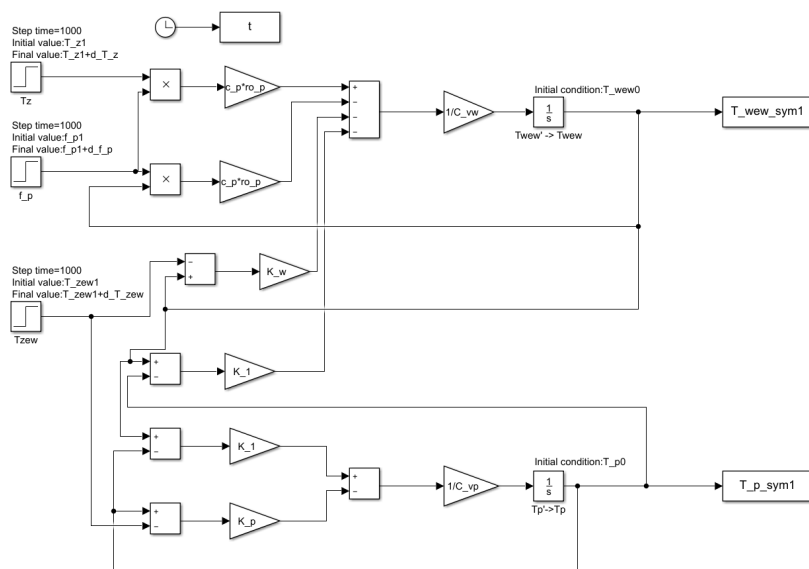 Step time=1000
Initial value:T_z1
Final value:T_z1+d_T_z
Tz
t
×
c_p*ro_p
+
−
−
−
1/C_vw
Initial condition:T_wew0
1
s
Twew' -> Twew
T_wew_sym1
Step time=1000
Initial value:f_p1
Final value:f_p1+d_f_p
f_p
×
c_p*ro_p
Step time=1000
Initial value:T_zew1
Final value:T_zew1+d_T_zew
Tzew
−
+
K_w
+
−
K_1
+
−
K_1
+
−
K_p
+
−
1/C_vp
Initial condition:T_p0
1
s
Tp'->Tp
T_p_sym1